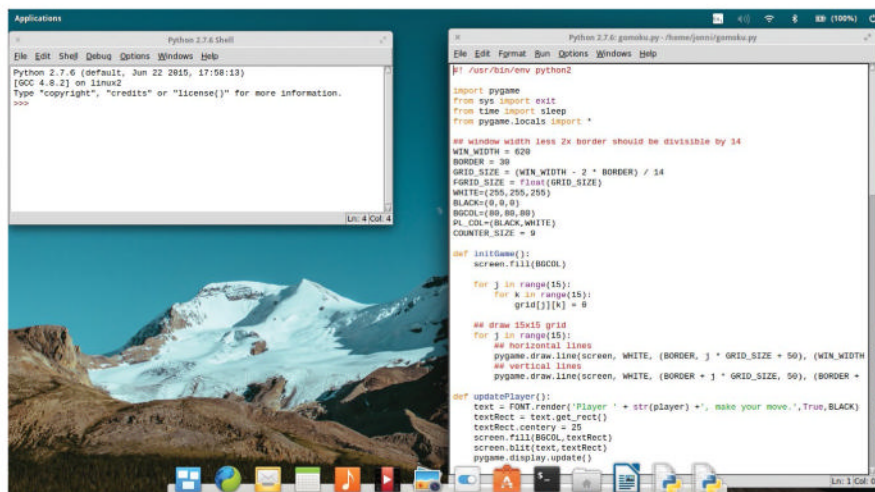 Applications
(100%)
Python 2.7.6 Shell
File Edit Shell Debug Options Windows Help
Python 2.7.6 (default, Jun 22 2015, 17:58:13)
[GCC 4.8.2] on linux2
Type "copyright", "credits" or "license()" for more information.
>>>
Ln: 4 Col: 4
Python 2.7.6: gomoku.py - /home/jonni/gomoku.py
File Edit Format Run Options Windows Help
#! /usr/bin/env python2
import pygame
from sys import exit
from time import sleep
from pygame.locals import *
## window width less 2x border should be divisible by 14
WIN_WIDTH = 620
BORDER = 30
GRID_SIZE = (WIN_WIDTH - 2 * BORDER) / 14
FGRID_SIZE = float(GRID_SIZE)
WHITE=(255,255,255)
BLACK=(0,0,0)
BGCOL=(80,80,80)
PL_COL=(BLACK,WHITE)
COUNTER_SIZE = 9
def initGame():
screen.fill(BGCOL)
for j in range(15):
for k in range(15):
grid[j][k] = 0
## draw 15x15 grid
for j in range(15):
## horizontal lines
pygame.draw.line(screen, WHITE, (BORDER, j * GRID_SIZE + 50), (WIN_WIDTH
## vertical lines
pygame.draw.line(screen, WHITE, (BORDER + j * GRID_SIZE, 50), (BORDER +
def updatePlayer():
text = FONT.render('Player ' + str(player) +', make your move.',True,BLACK)
textRect = text.get_rect()
textRect.centery = 25
screen.fill(BGCOL,textRect)
screen.blit(text,textRect)
pygame.display.update()
Ln: 1 Col: 0